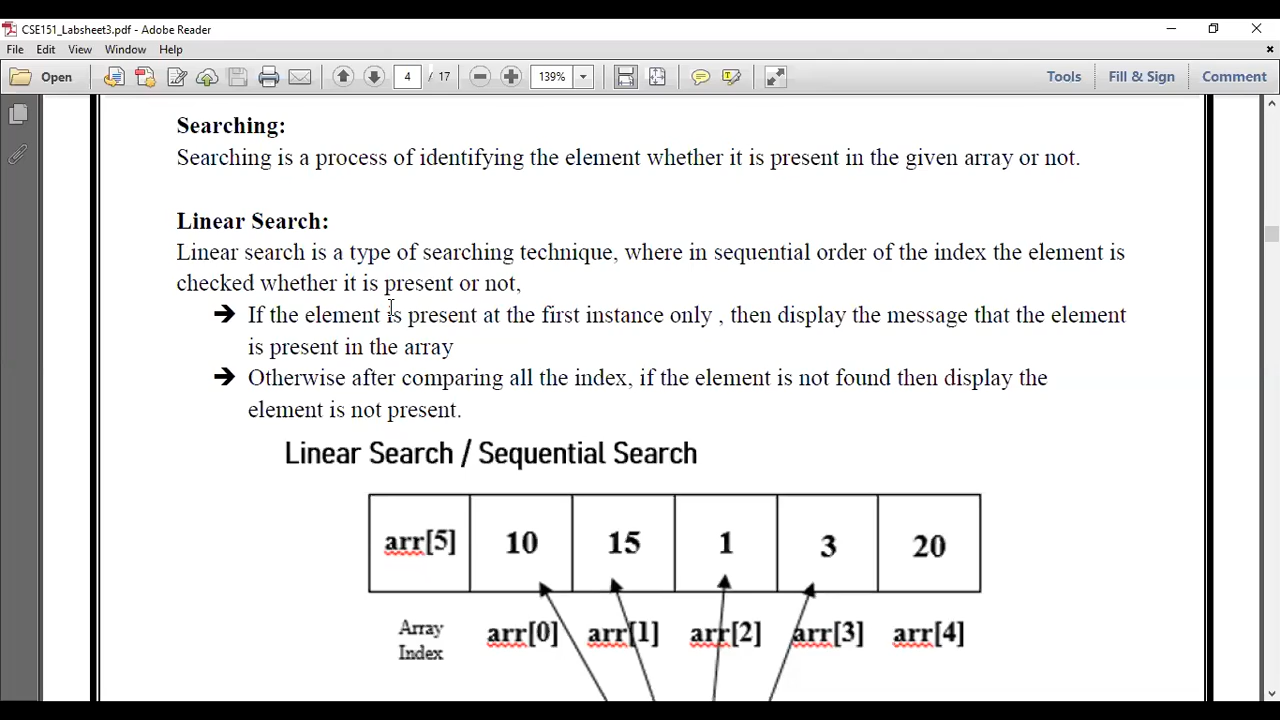 CSE151_Labsheet3.pdf - Adobe Reader
File Edit View Window Help
Open 4 / 17 139% Tools Fill & Sign Comment
Searching:
Searching is a process of identifying the element whether it is present in the given array or not.
Linear Search:
Linear search is a type of searching technique, where in sequential order of the index the element is
checked whether it is present or not,
➔ If the element is present at the first instance only , then display the message that the element
is present in the array
➔ Otherwise after comparing all the index, if the element is not found then display the
element is not present.
Linear Search / Sequential Search
arr[5] 10 15 1 3 20
Array
Index
arr[0] arr[1] arr[2] arr[3] arr[4]